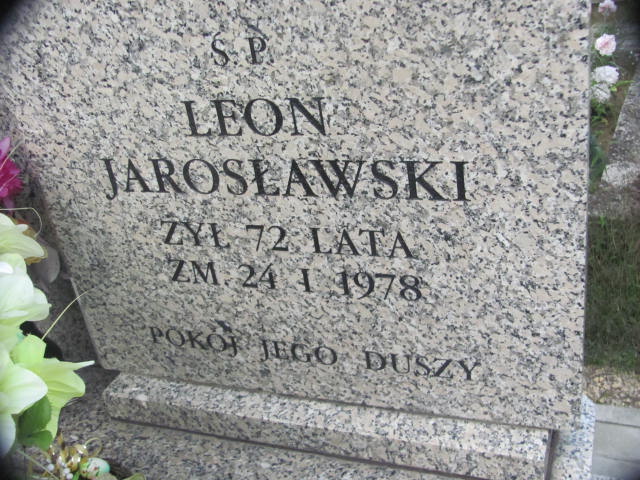 Ś.P.
LEON
JAROSŁAWSKI
ŻYŁ 72 LATA
ZM. 24 I 1978
POKÓJ JEGO DUSZY